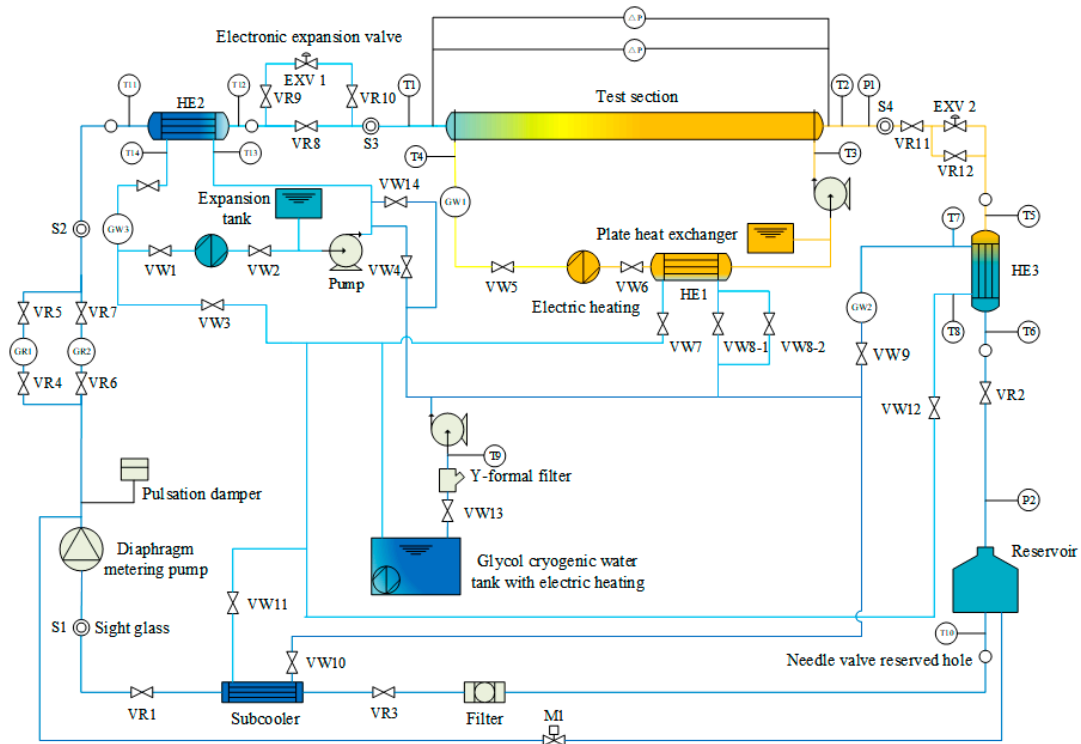 △P
Electronic expansion valve
△P
EXV 1
T11
HE2
T12
VR9
VR10
T1
Test section
T2
P1
S4
EXV 2
VR8
S3
VR11
VR12
T14
T13
T4
T3
Expansion
tank
VW14
GW1
T7
T5
S2
GW3
Plate heat exchanger
HE3
VW1
VW2
Pump
VW4
VW5
VW6
HE1
Electric heating
GW2
T8
T6
VW3
VR5
VR7
GR1
GR2
VW7
VW8-1
VW8-2
VW9
VR4
VR6
VR2
VW12
T9
Y-formal filter
Pulsation damper
VW13
P2
Diaphragm
metering pump
Glycol cryogenic water
tank with electric heating
Reservoir
VW11
S1
Sight glass
T10
VW10
Needle valve reserved hole
VR1
Subcooler
VR3
Filter
M1